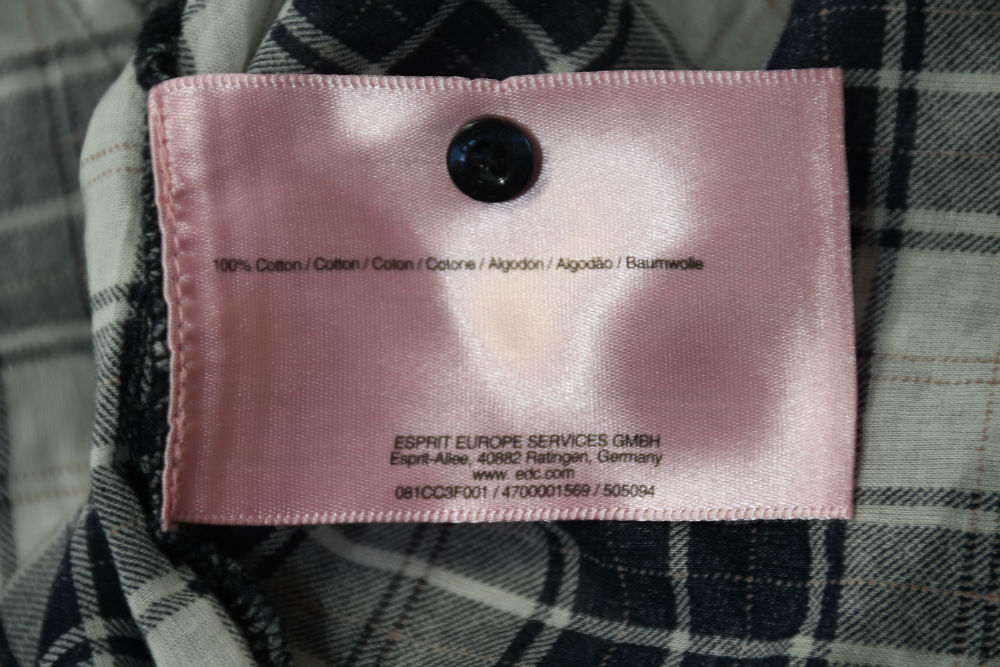 100% Cotton / Cotton / Coton / Cotone / Algodón / Algodão / Baumwolle
ESPRIT EUROPE SERVICES GMBH
Esprit-Allee, 40882 Ratingen, Germany
www. edc.com
081CC3F001 / 4700001569 / 505094